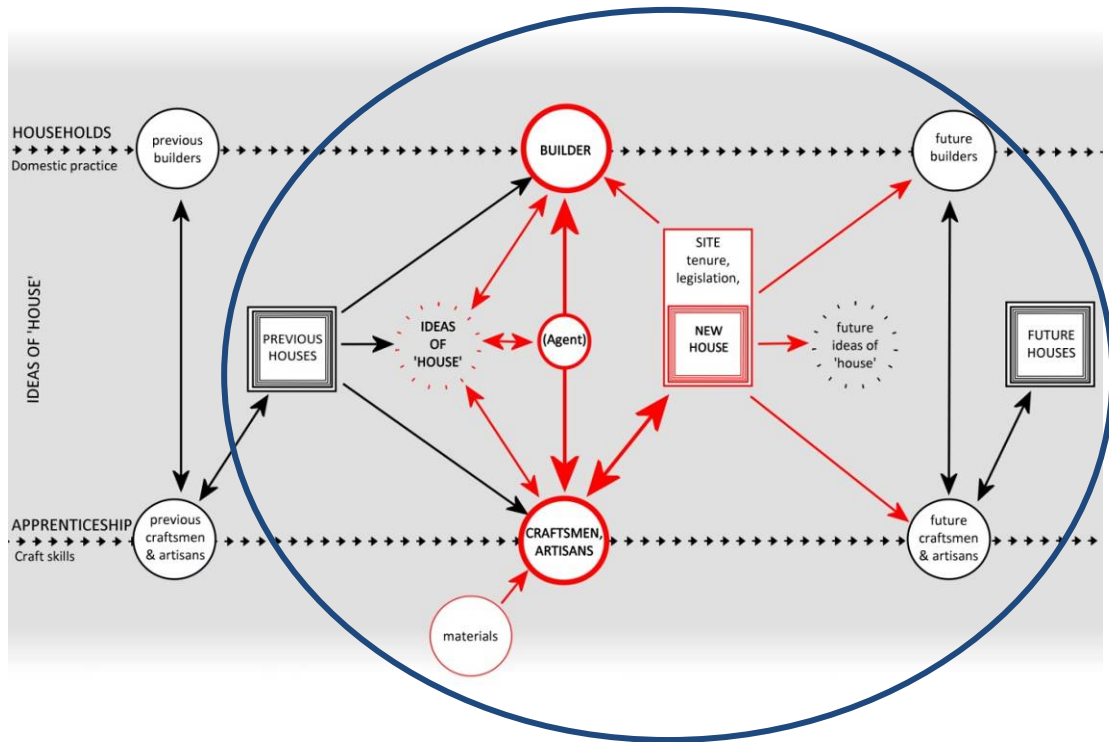 HOUSEHOLDS
Domestic practice
previous
builders
BUILDER
future
builders
SITE
tenure,
legislation,
IDEAS OF 'HOUSE'
PREVIOUS
HOUSES
IDEAS
OF
'HOUSE'
(Agent)
NEW
HOUSE
future
ideas of
'house'
FUTURE
HOUSES
APPRENTICESHIP
Craft skills
previous
craftsmen
& artisans
CRAFTSMEN,
ARTISANS
future
craftsmen
& artisans
materials